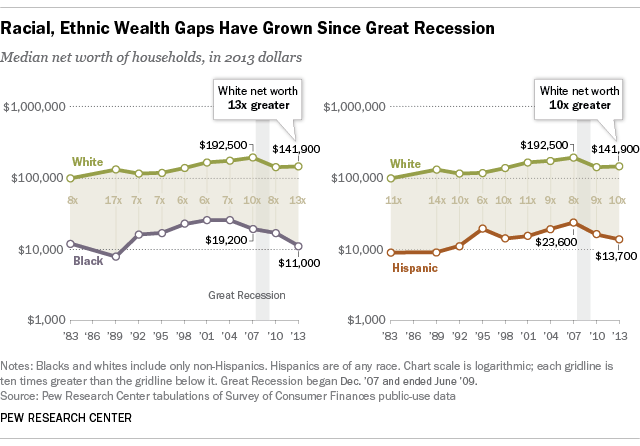 Racial, Ethnic Wealth Gaps Have Grown Since Great Recession
Median net worth of households, in 2013 dollars
White net worth
13x greater
$1,000,000
$192,500
$141,900
White
$100,000
8x 17x 7x 7x 6x 6x 7x 10x 8x 13x
$19,200
$10,000
Black
$11,000
Great Recession
$1,000
'83 '86 '89 '92 '95 '98 '01 '04 '07 '10 '13
White net worth
10x greater
$1,000,000
$192,500
$141,900
White
$100,000
11x 14x 10x 6x 10x 11x 9x 8x 9x 10x
$23,600
$10,000
$13,700
Hispanic
$1,000
'83 '86 '89 '92 '95 '98 '01 '04 '07 '10 '13
Notes: Blacks and whites include only non-Hispanics. Hispanics are of any race. Chart scale is logarithmic; each gridline is
ten times greater than the gridline below it. Great Recession began Dec. '07 and ended June '09.
Source: Pew Research Center tabulations of Survey of Consumer Finances public-use data
PEW RESEARCH CENTER